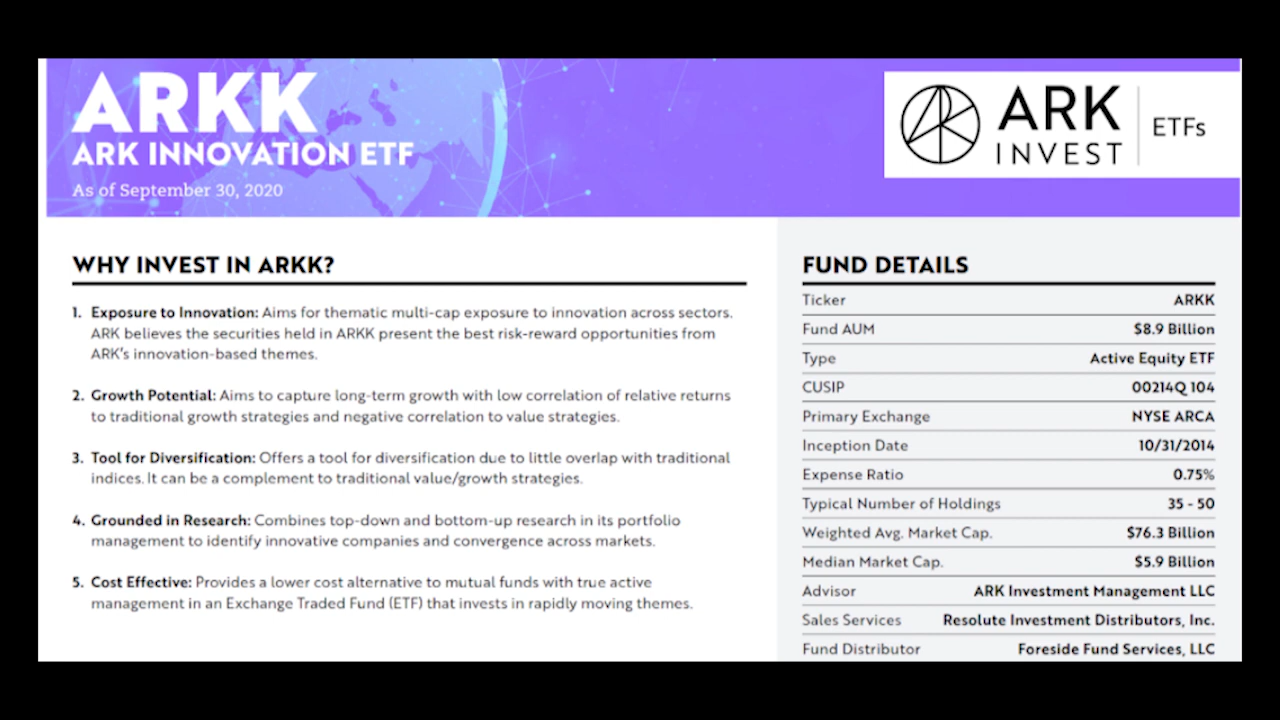 ARKK
ARK INNOVATION ETF
As of September 30, 2020
ARK
INVEST
ETFs
WHY INVEST IN ARKK?
1. Exposure to Innovation: Aims for thematic multi-cap exposure to innovation across sectors.
ARK believes the securities held in ARKK present the best risk-reward opportunities from
ARK's innovation-based themes.
2. Growth Potential: Aims to capture long-term growth with low correlation of relative returns
to traditional growth strategies and negative correlation to value strategies.
3. Tool for Diversification: Offers a tool for diversification due to little overlap with traditional
indices. It can be a complement to traditional value/growth strategies.
4. Grounded in Research: Combines top-down and bottom-up research in its portfolio
management to identify innovative companies and convergence across markets.
5. Cost Effective: Provides a lower cost alternative to mutual funds with true active
management in an Exchange Traded Fund (ETF) that invests in rapidly moving themes.
FUND DETAILS
Ticker ARKK
Fund AUM $8.9 Billion
Type Active Equity ETF
CUSIP 00214Q 104
Primary Exchange NYSE ARCA
Inception Date 10/31/2014
Expense Ratio 0.75%
Typical Number of Holdings 35 - 50
Weighted Avg. Market Cap. $76.3 Billion
Median Market Cap. $5.9 Billion
Advisor ARK Investment Management LLC
Sales Services Resolute Investment Distributors, Inc.
Fund Distributor Foreside Fund Services, LLC